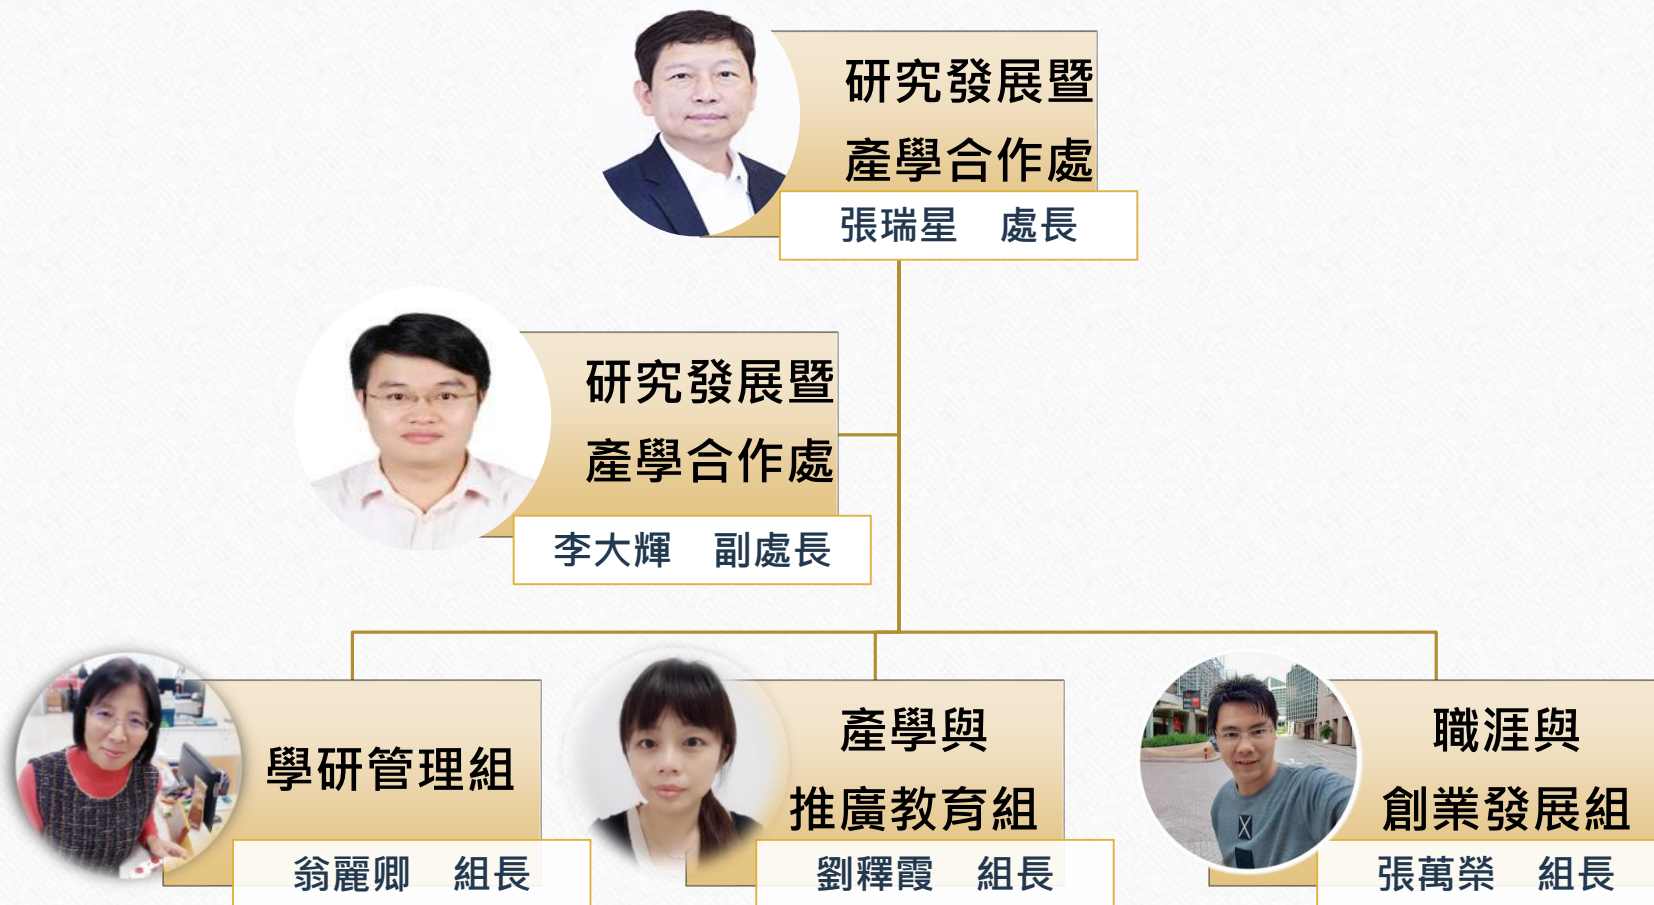 研究發展暨
產學合作處
張瑞星 處長
研究發展暨
產學合作處
李大輝 副處長
學研管理組
翁麗卿 組長
產學與
推廣教育組
劉釋霞 組長
職涯與
創業發展組
張萬榮 組長